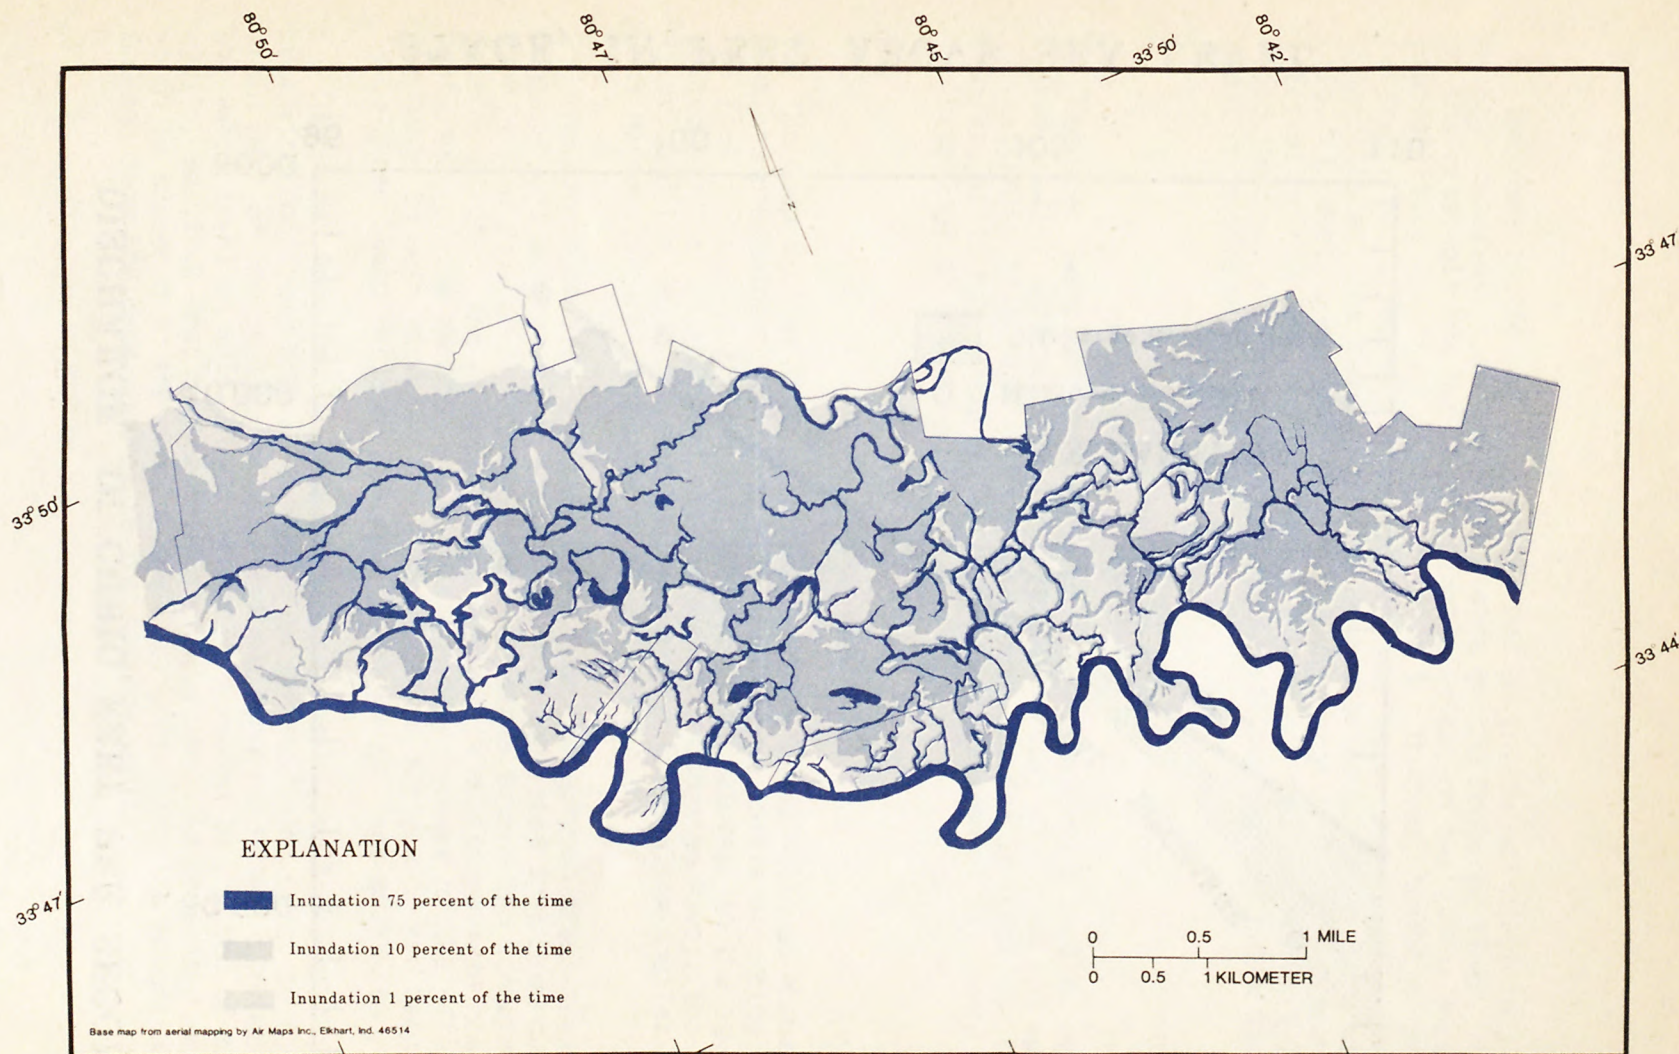 80° 50'
80° 47'
80° 45'
33° 50'
80° 42'
33° 47'
N
33° 50'
33° 44'
33° 47'
EXPLANATION
Inundation 75 percent of the time
Inundation 10 percent of the time
Inundation 1 percent of the time
0 0.5 1 MILE
0 0.5 1 KILOMETER
Base map from aerial mapping by Air Maps Inc., Elkhart, Ind. 46514